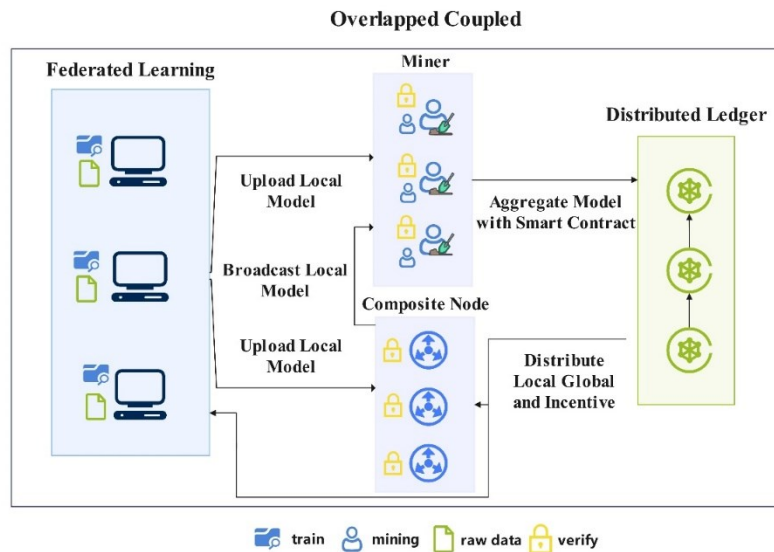 Overlapped Coupled
Federated Learning
Miner
Distributed Ledger
Upload Local
Model
Aggregate Model
with Smart Contract
Broadcast Local
Model
Composite Node
Upload Local
Model
Distribute
Local Global
and Incentive
train
mining
raw data
verify